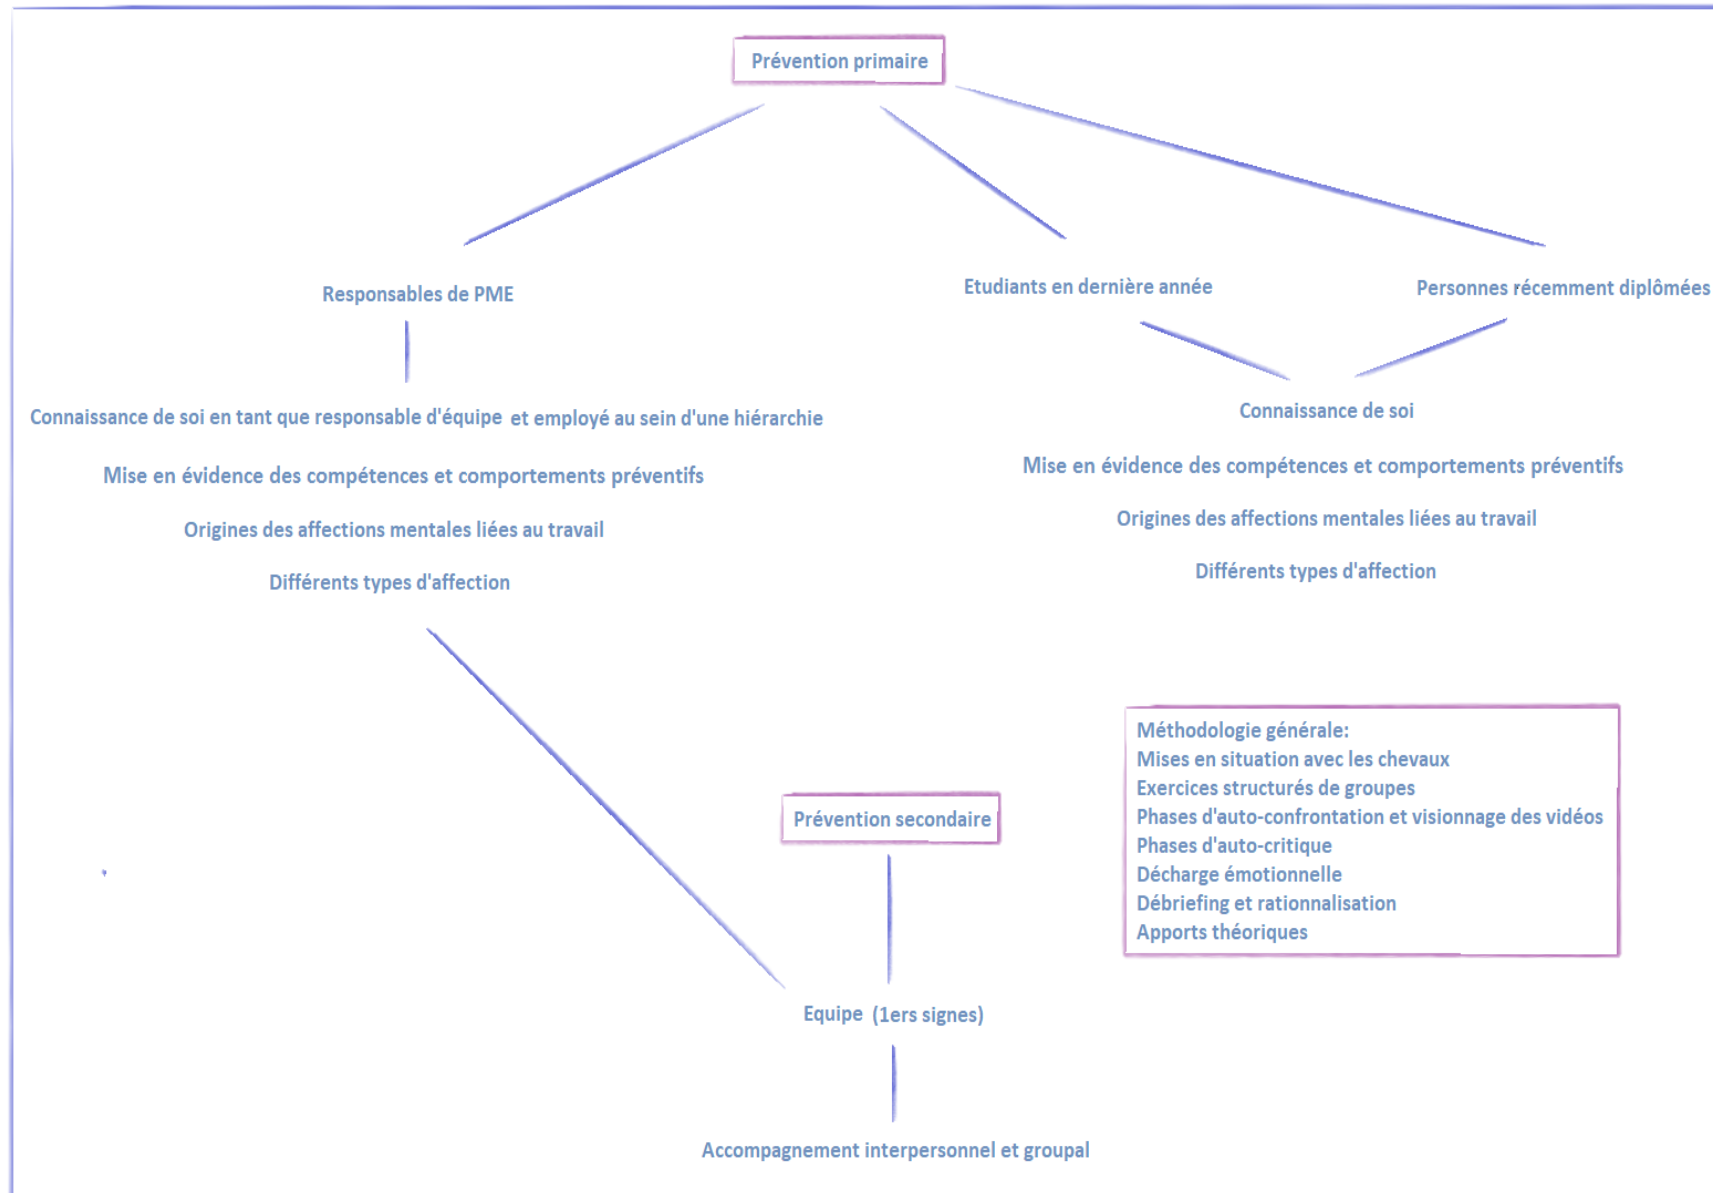 Prévention primaire
Responsables de PME
Etudiants en dernière année
Personnes récemment diplômées
Connaissance de soi en tant que responsable d'équipe et employé au sein d'une hiérarchie
Mise en évidence des compétences et comportements préventifs
Origines des affections mentales liées au travail
Différents types d'affection
Connaissance de soi
Mise en évidence des compétences et comportements préventifs
Origines des affections mentales liées au travail
Différents types d'affection
Méthodologie générale:
Mises en situation avec les chevaux
Exercices structurés de groupes
Phases d'auto-confrontation et visionnage des vidéos
Phases d'auto-critique
Décharge émotionnelle
Débriefing et rationnalisation
Apports théoriques
Prévention secondaire
Equipe (1ers signes)
Accompagnement interpersonnel et groupal